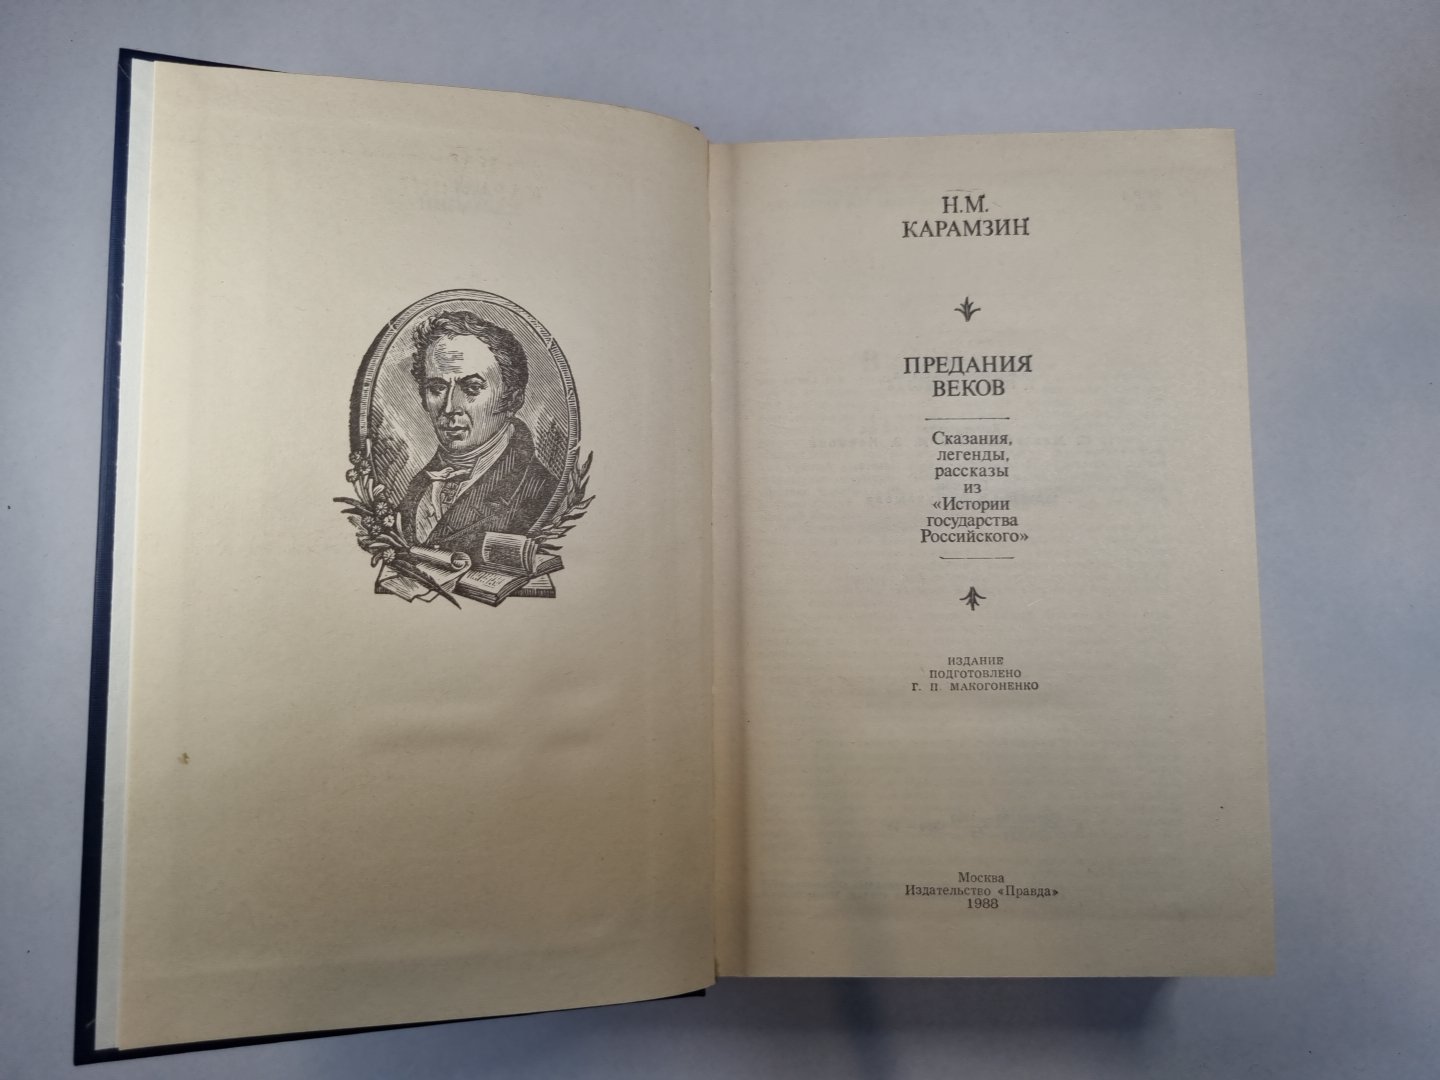 Н.М.
КАРАМЗИН
ПРЕДАНИЯ
ВЕКОВ
Сказания,
легенды,
рассказы
из
«Истории
государства
Российского»
ИЗДАНИЕ
ПОДГОТОВЛЕНО
Г. П. МАКОГОНЕНКО
Москва
Издательство «Правда»
1988